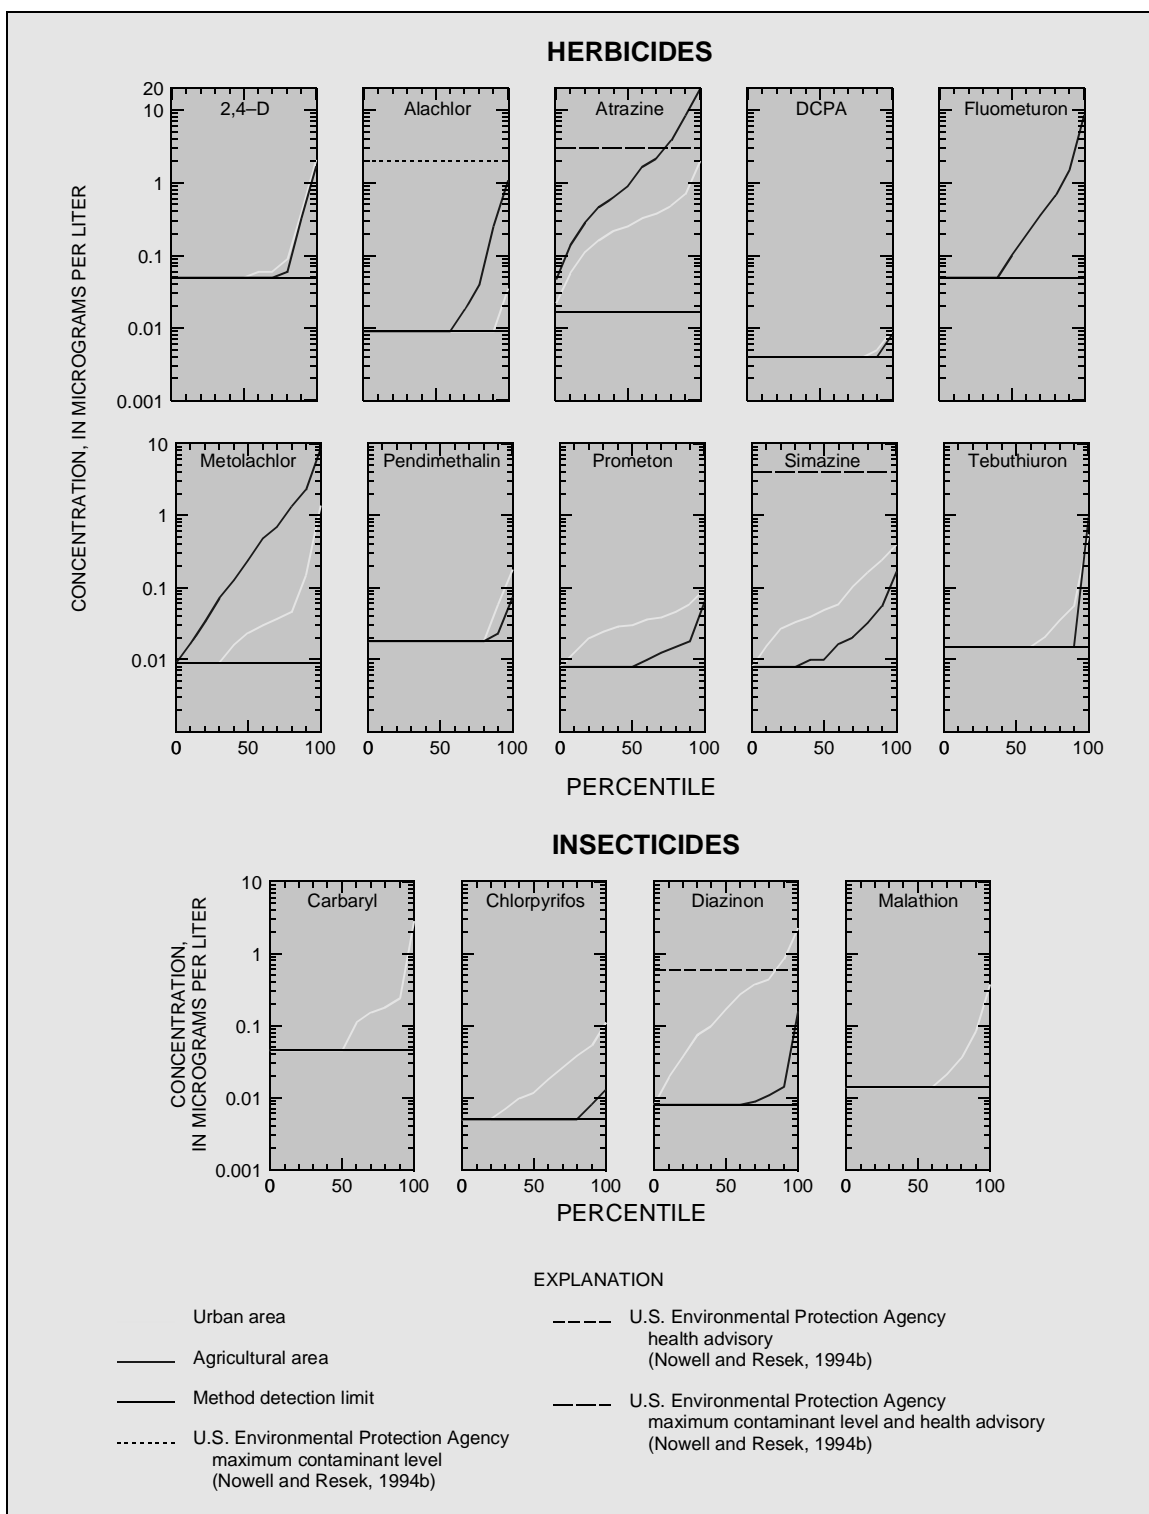 HERBICIDES
CONCENTRATION, IN MICROGRAMS PER LITER
20
10
1
0.1
0.01
0.001
2,4–D
Alachlor
Atrazine
DCPA
Fluometuron
10
1
0.1
0.01
Metolachlor
Pendimethalin
Prometon
Simazine
Tebuthiuron
0 50 100
0 50 100
0 50 100
0 50 100
0 50 100
PERCENTILE
INSECTICIDES
CONCENTRATION,
IN MICROGRAMS PER LITER
10
1
0.1
0.01
0.001
Carbaryl
Chlorpyrifos
Diazinon
Malathion
0 50 100
0 50 100
0 50 100
0 50 100
PERCENTILE
EXPLANATION
Urban area
Agricultural area
Method detection limit
U.S. Environmental Protection Agency
maximum contaminant level
(Nowell and Resek, 1994b)
U.S. Environmental Protection Agency
health advisory
(Nowell and Resek, 1994b)
U.S. Environmental Protection Agency
maximum contaminant level and health advisory
(Nowell and Resek, 1994b)